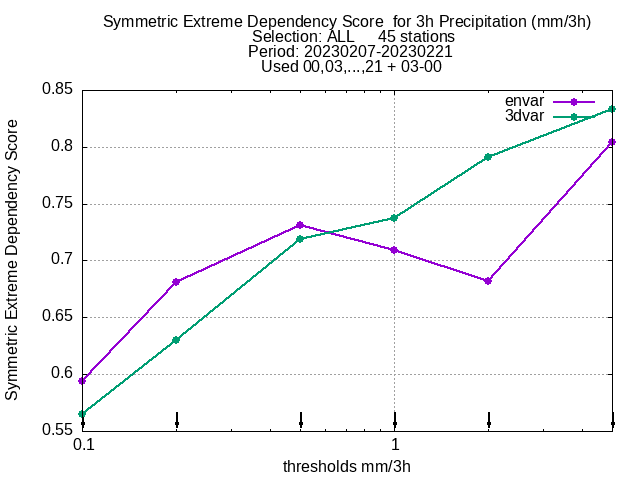 Symmetric Extreme Dependency Score  for 3h Precipitation (mm/3h)
Selection: ALL     45 stations
Period: 20230207-20230221
Used 00,03,...,21 + 03-00
envar
3dvar
Symmetric Extreme Dependency Score
0.85
0.8
0.75
0.7
0.65
0.6
0.55
0.1
1
thresholds mm/3h